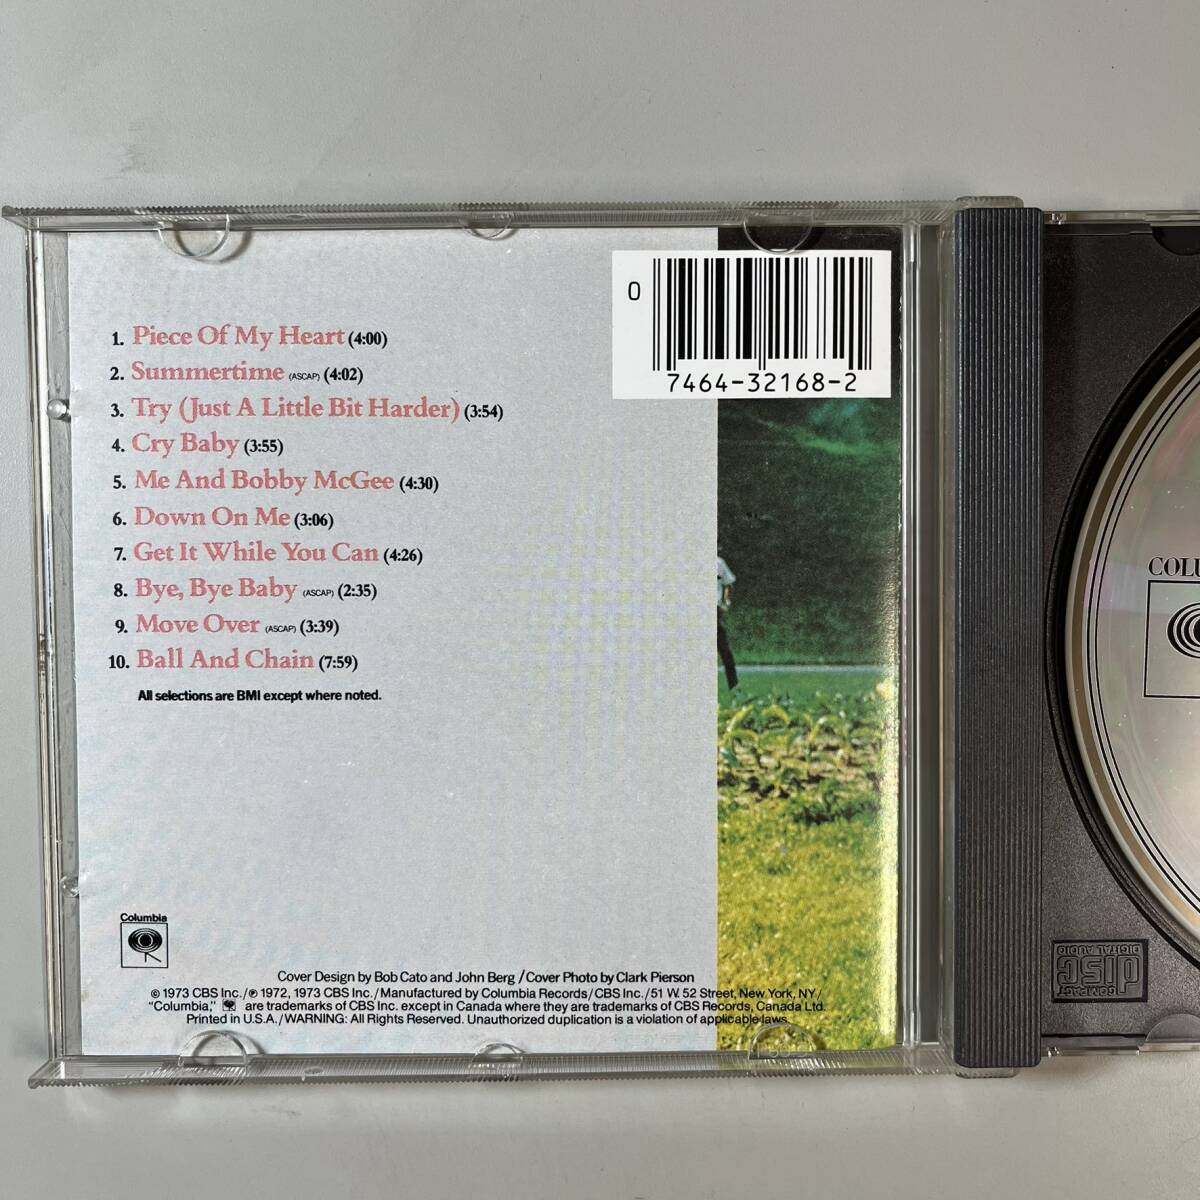 0
7464-32168-2
1. Piece Of My Heart (4:00)
2. Summertime (ASCAP) (4:02)
3. Try (Just A Little Bit Harder) (3:54)
4. Cry Baby (3:55)
5. Me And Bobby McGee (4:30)
6. Down On Me (3:06)
7. Get It While You Can (4:26)
8. Bye, Bye Baby (ASCAP) (2:35)
9. Move Over (ASCAP) (3:39)
10. Ball And Chain (7:59)
All selections are BMI except where noted.
Columbia
Cover Design by Bob Cato and John Berg/Cover Photo by Clark Pierson
© 1973 CBS Inc./℗ 1972, 1973 CBS Inc./Manufactured by Columbia Records/CBS Inc./51 W. 52 Street, New York, NY/
"Columbia," are trademarks of CBS Inc. except in Canada where they are trademarks of CBS Records, Canada Ltd.
Printed in U.S.A./WARNING: All Rights Reserved. Unauthorized duplication is a violation of applicable laws.
COMPACT
disc
DIGITAL AUDIO